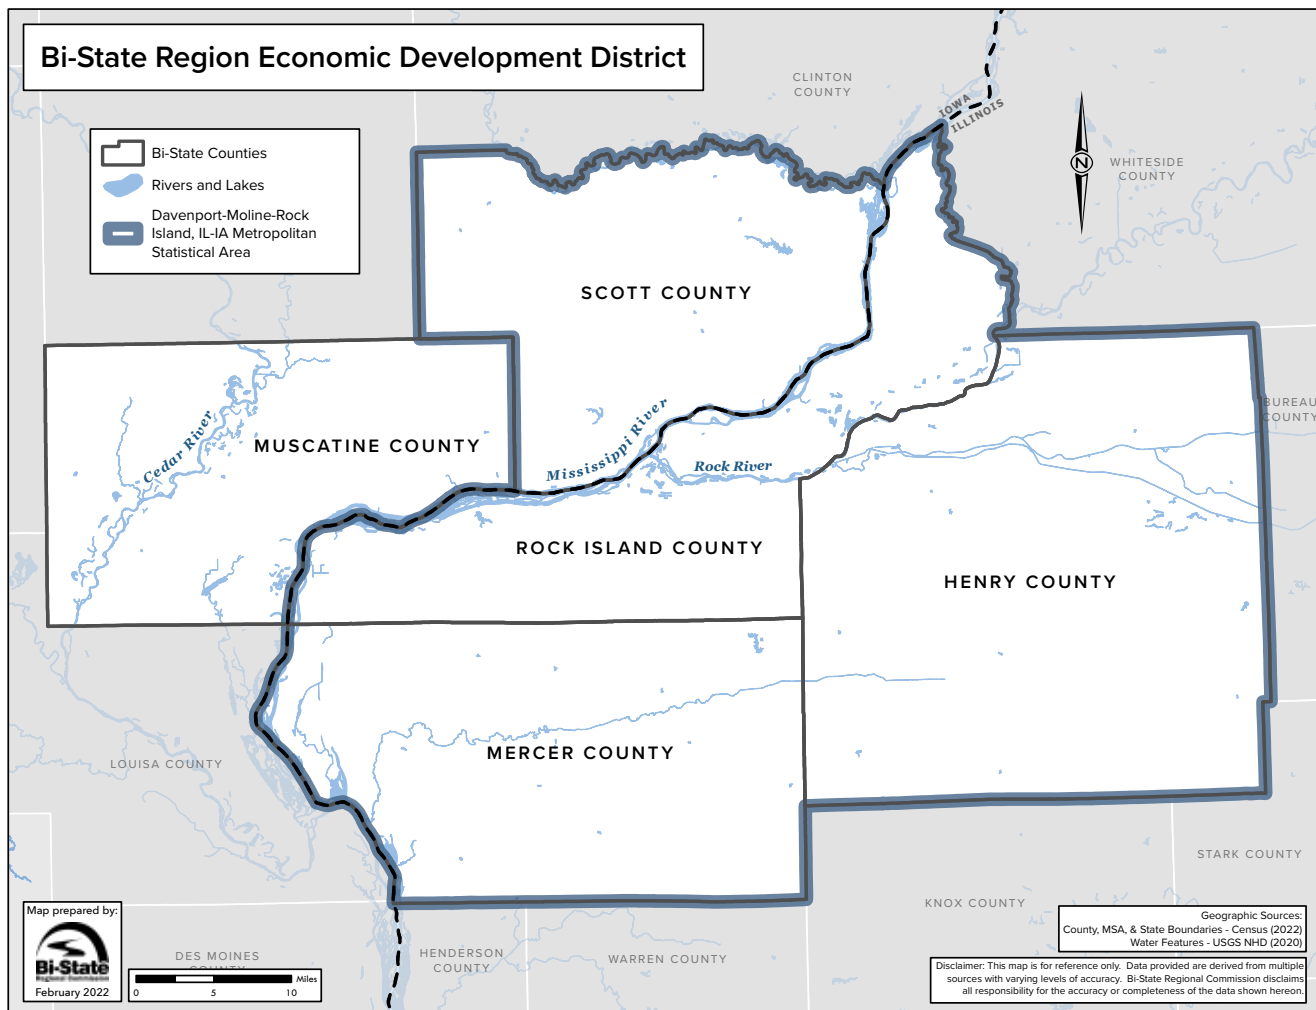 Bi-State Region Economic Development District
Bi-State Counties
Rivers and Lakes
Davenport-Moline-Rock
Island, IL-IA Metropolitan
Statistical Area
CLINTON
COUNTY
IOWA
ILLINOIS
N
WHITESIDE
COUNTY
SCOTT COUNTY
BUREAU
COUNTY
Cedar River
MUSCATINE COUNTY
Mississippi River
Rock River
ROCK ISLAND COUNTY
HENRY COUNTY
MERCER COUNTY
LOUISA COUNTY
STARK COUNTY
KNOX COUNTY
HENDERSON
COUNTY
WARREN COUNTY
DES MOINES
COUNTY
Map prepared by:
Bi-State
Regional Commission
February 2022
Miles
0 5 10
Geographic Sources:
County, MSA, & State Boundaries - Census (2022)
Water Features - USGS NHD (2020)
Disclaimer: This map is for reference only. Data provided are derived from multiple
sources with varying levels of accuracy. Bi-State Regional Commission disclaims
all responsibility for the accuracy or completeness of the data shown hereon.